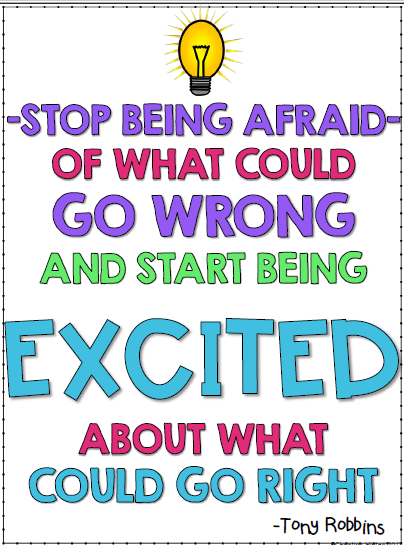 -STOP BEING AFRAID-
OF WHAT COULD
GO WRONG
AND START BEING
EXCITED
ABOUT WHAT
COULD GO RIGHT
-Tony Robbins